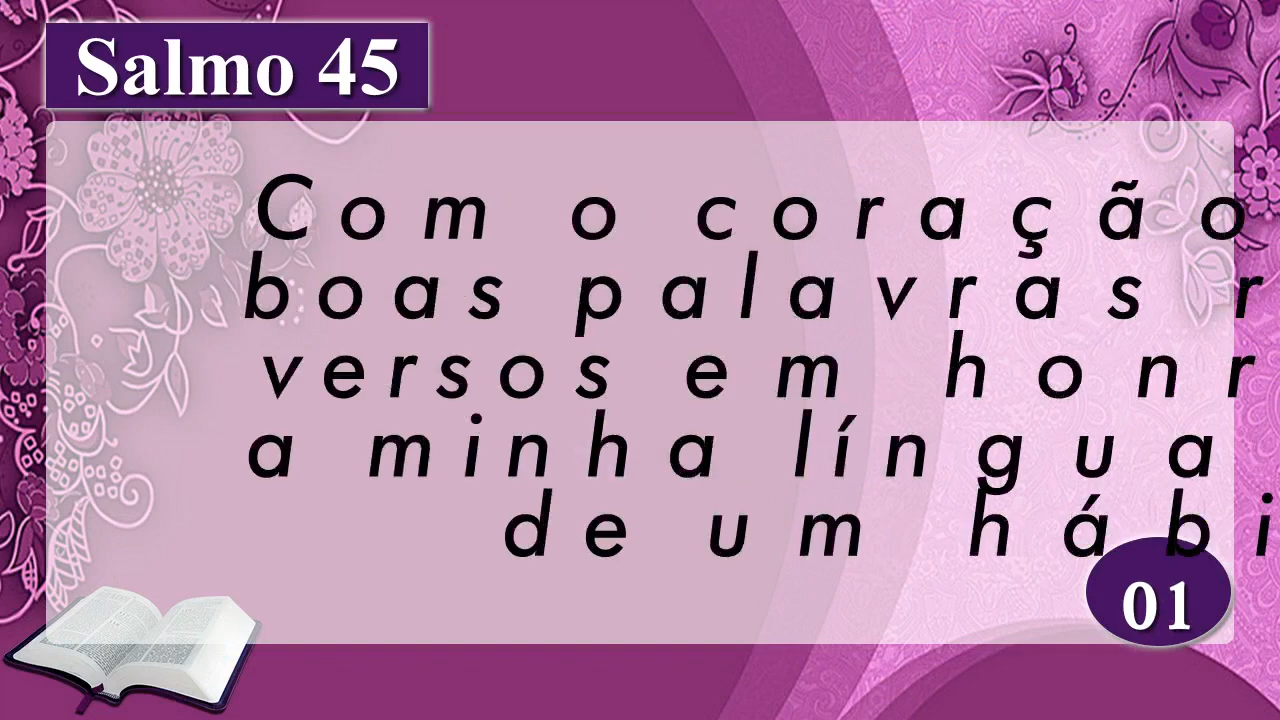 Salmo 45
Com o coração
boas palavras r
versos em honr
a minha língua
de um hábi
01